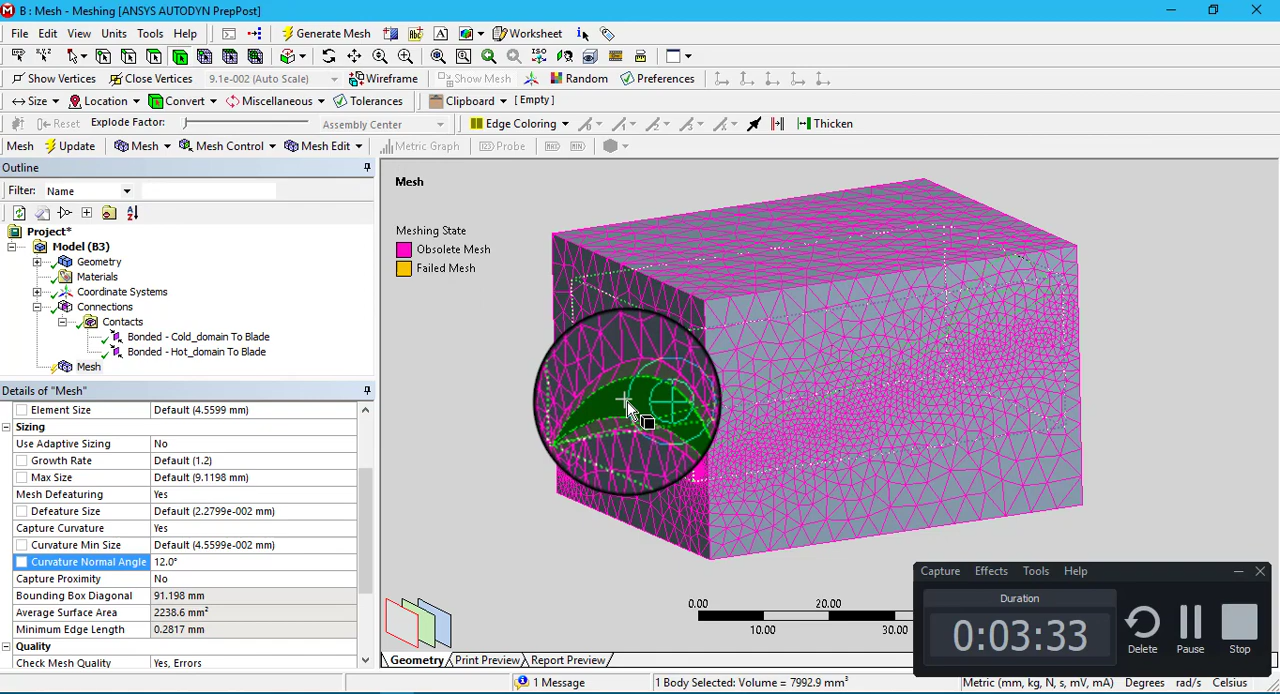 B : Mesh - Meshing [ANSYS AUTODYN PrepPost]
File Edit View Units Tools Help Generate Mesh Worksheet
Show Vertices Close Vertices 9.1e-002 (Auto Scale) Wireframe Show Mesh Random Preferences
Size Location Convert Miscellaneous Tolerances Clipboard [ Empty ]
Reset Explode Factor: Assembly Center Edge Coloring Thicken
Mesh Update Mesh Mesh Control Mesh Edit Metric Graph Probe
Outline
Filter: Name
Project*
Model (B3)
Geometry
Materials
Coordinate Systems
Connections
Contacts
Bonded - Cold_domain To Blade
Bonded - Hot_domain To Blade
Mesh
Details of "Mesh"
Element Size Default (4.5599 mm)
Sizing
Use Adaptive Sizing No
Growth Rate Default (1.2)
Max Size Default (9.1198 mm)
Mesh Defeaturing Yes
Defeature Size Default (2.2799e-002 mm)
Capture Curvature Yes
Curvature Min Size Default (4.5599e-002 mm)
Curvature Normal Angle 12.0°
Capture Proximity No
Bounding Box Diagonal 91.198 mm
Average Surface Area 2238.6 mm²
Minimum Edge Length 0.2817 mm
Quality
Check Mesh Quality Yes, Errors
Mesh
Meshing State
Obsolete Mesh
Failed Mesh
0.00 20.00
10.00 30.00
Capture Effects Tools Help
Duration
0:03:33
Delete Pause Stop
Geometry Print Preview Report Preview
1 Message 1 Body Selected: Volume = 7992.9 mm³ Metric (mm, kg, N, s, mV, mA) Degrees rad/s Celsius